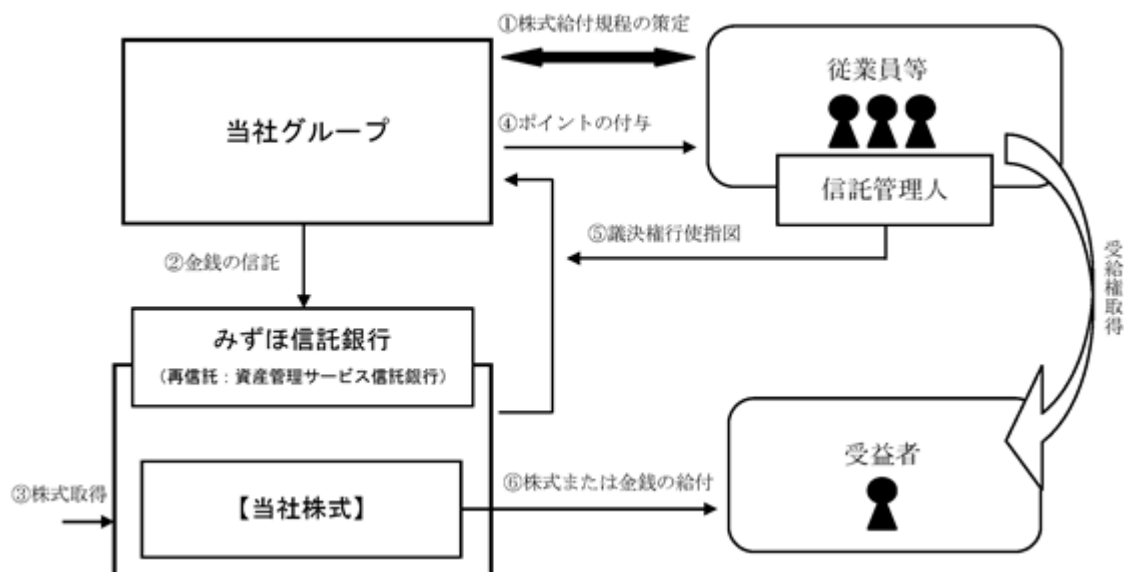 ①株式給付規程の策定
従業員等
当社グループ
④ポイントの付与
信託管理人
⑤議決権行使指図
②金銭の信託
受給権取得
みずほ信託銀行
(再信託：資産管理サービス信託銀行)
受益者
③株式取得
【当社株式】
⑥株式または金銭の給付